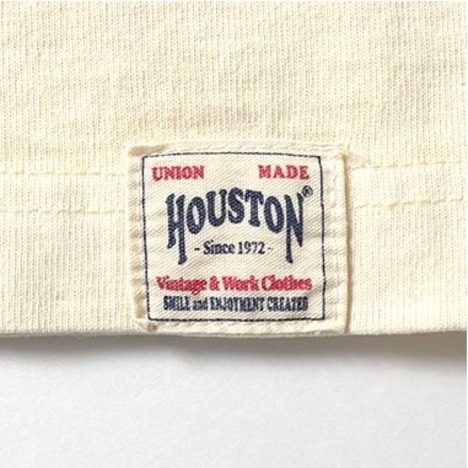 UNION MADE
HOUSTON®
- Since 1972 -
Vintage & Work Clothes
SMILE and ENJOYMENT CREATED